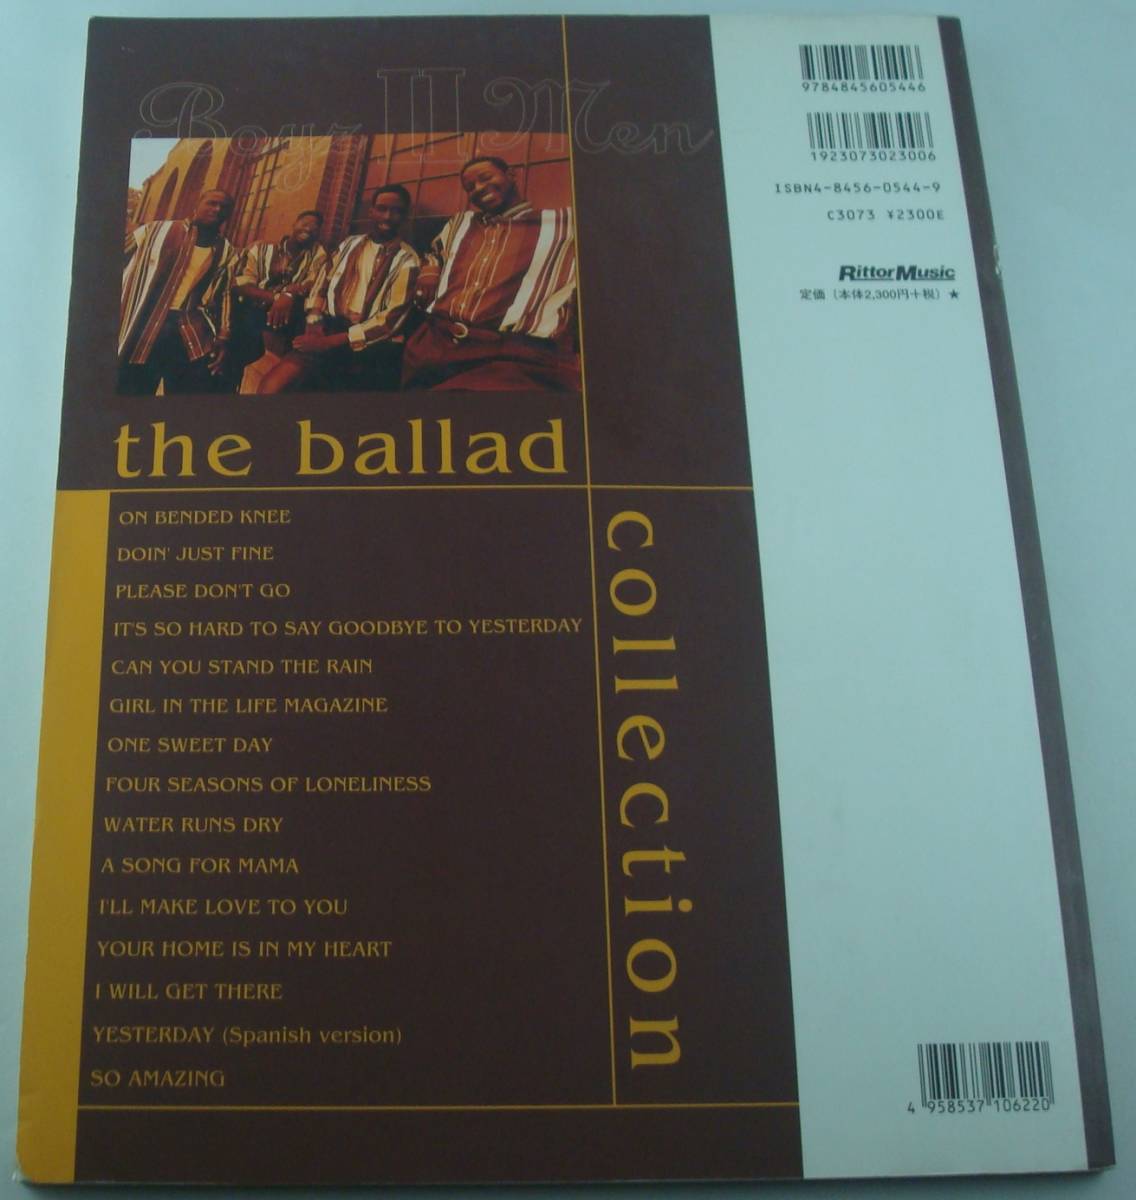 Boyz II Men
the ballad
collection
ON BENDED KNEE
DOIN' JUST FINE
PLEASE DON'T GO
IT'S SO HARD TO SAY GOODBYE TO YESTERDAY
CAN YOU STAND THE RAIN
GIRL IN THE LIFE MAGAZINE
ONE SWEET DAY
FOUR SEASONS OF LONELINESS
WATER RUNS DRY
A SONG FOR MAMA
I'LL MAKE LOVE TO YOU
YOUR HOME IS IN MY HEART
I WILL GET THERE
YESTERDAY (Spanish version)
SO AMAZING
9784845605446
1923073023006
ISBN4-8456-0544-9
C3073 ¥2300E
RittorMusic
定価（本体2,300円+税）★
4 958537 106220